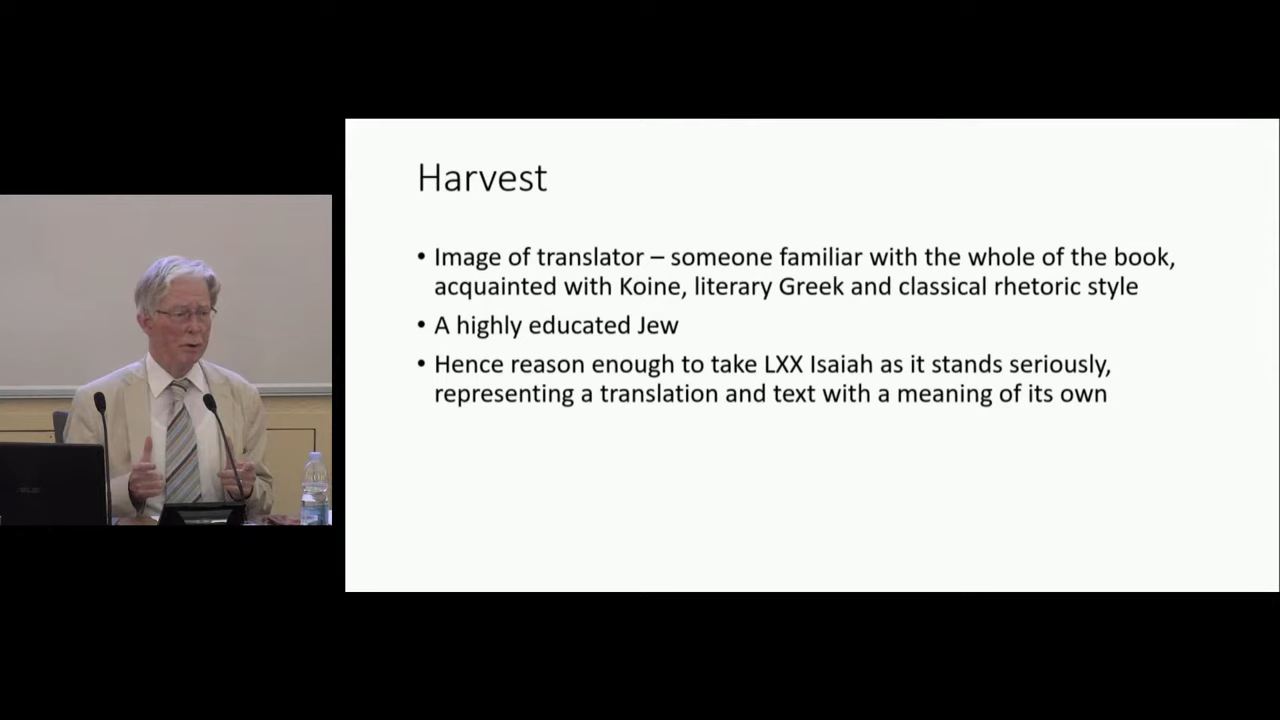 Harvest
• Image of translator – someone familiar with the whole of the book,
acquainted with Koine, literary Greek and classical rhetoric style
• A highly educated Jew
• Hence reason enough to take LXX Isaiah as it stands seriously,
representing a translation and text with a meaning of its own